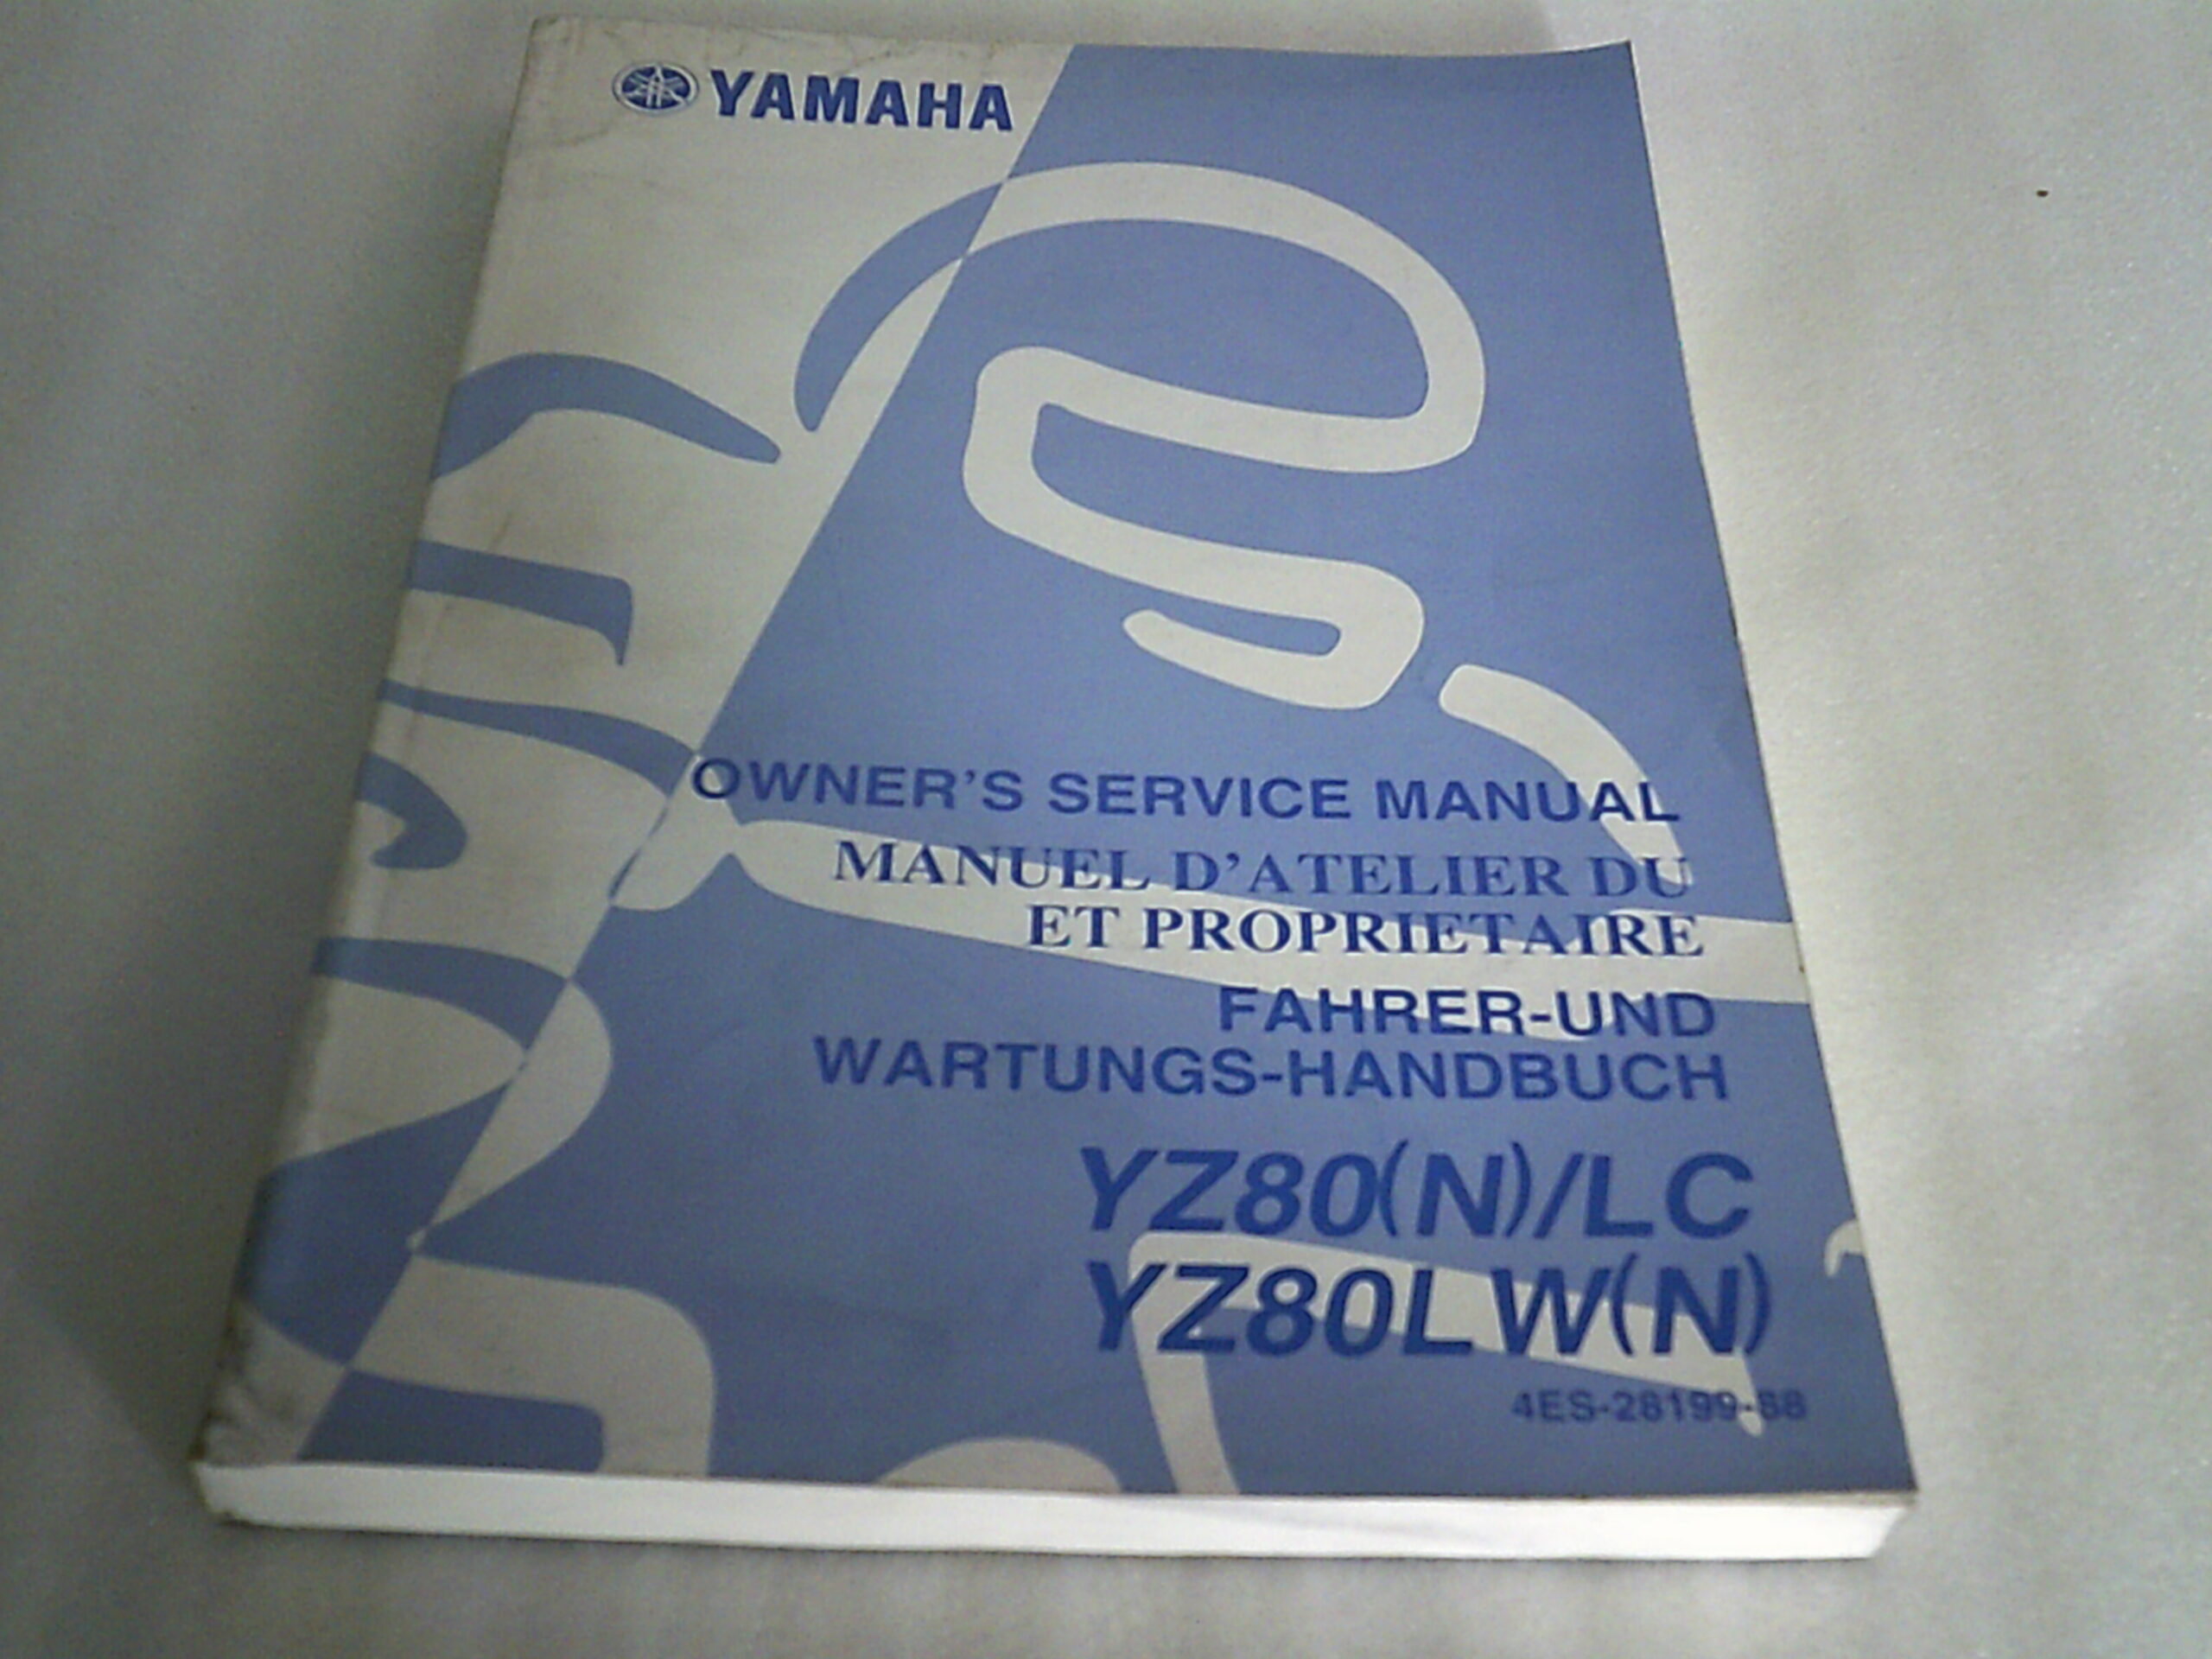 YAMAHA
OWNER'S SERVICE MANUAL
MANUEL D'ATELIER DU
ET PROPRIETAIRE
FAHRER-UND
WARTUNGS-HANDBUCH
YZ80(N)/LC
YZ80LW(N)
4ES-28199-88